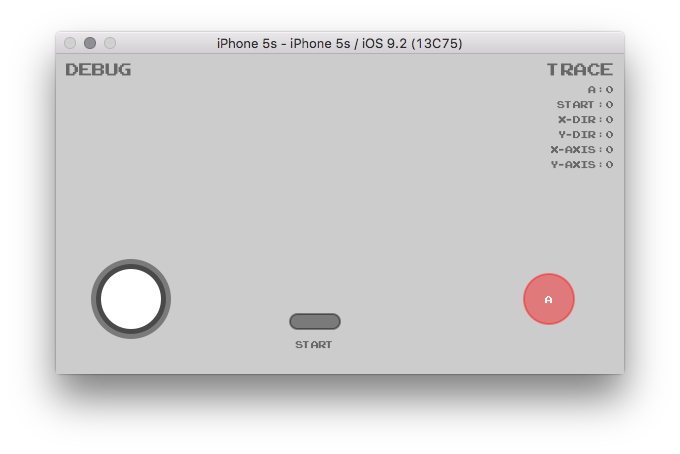 iPhone 5s - iPhone 5s / iOS 9.2 (13C75)
DEBUG
TRACE
A:0
START:0
X-DIR:0
Y-DIR:0
X-AXIS:0
Y-AXIS:0
A
START